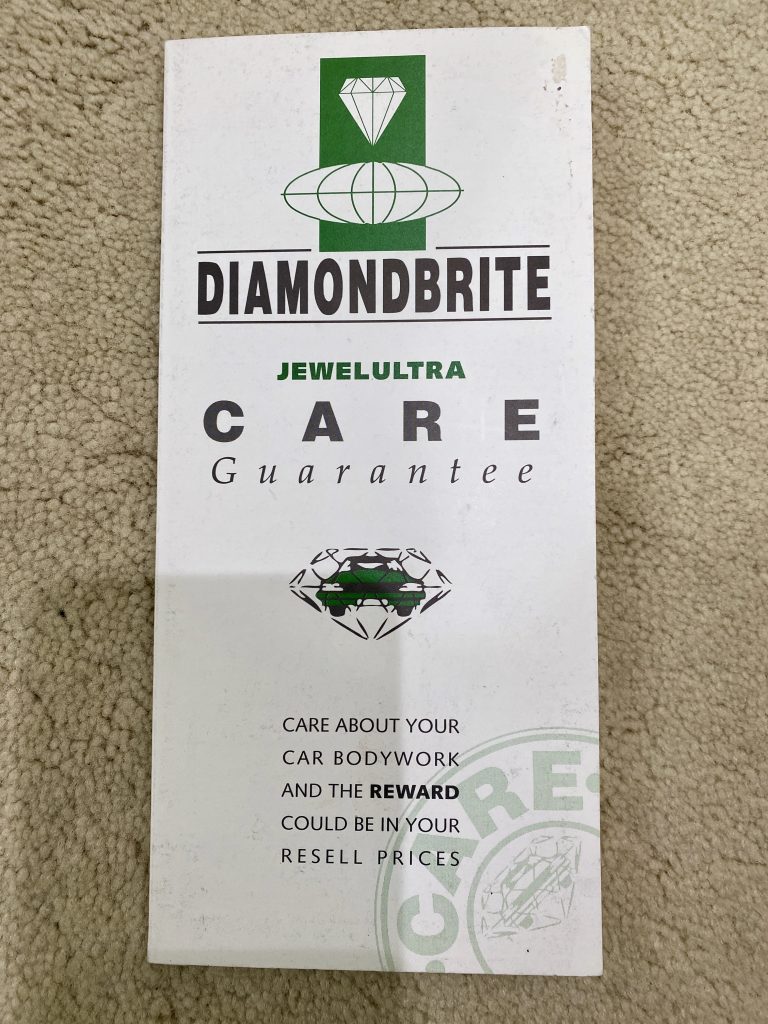 DIAMONDBRITE
JEWELULTRA
CARE
Guarantee
CARE ABOUT YOUR
CAR BODYWORK
AND THE REWARD
COULD BE IN YOUR
RESELL PRICES
·CARE·